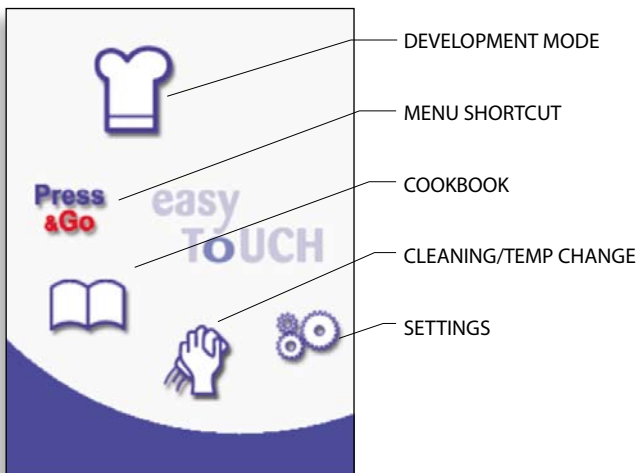 DEVELOPMENT MODE
MENU SHORTCUT
Press
&Go
easy
ToUCH
COOKBOOK
CLEANING/TEMP CHANGE
SETTINGS